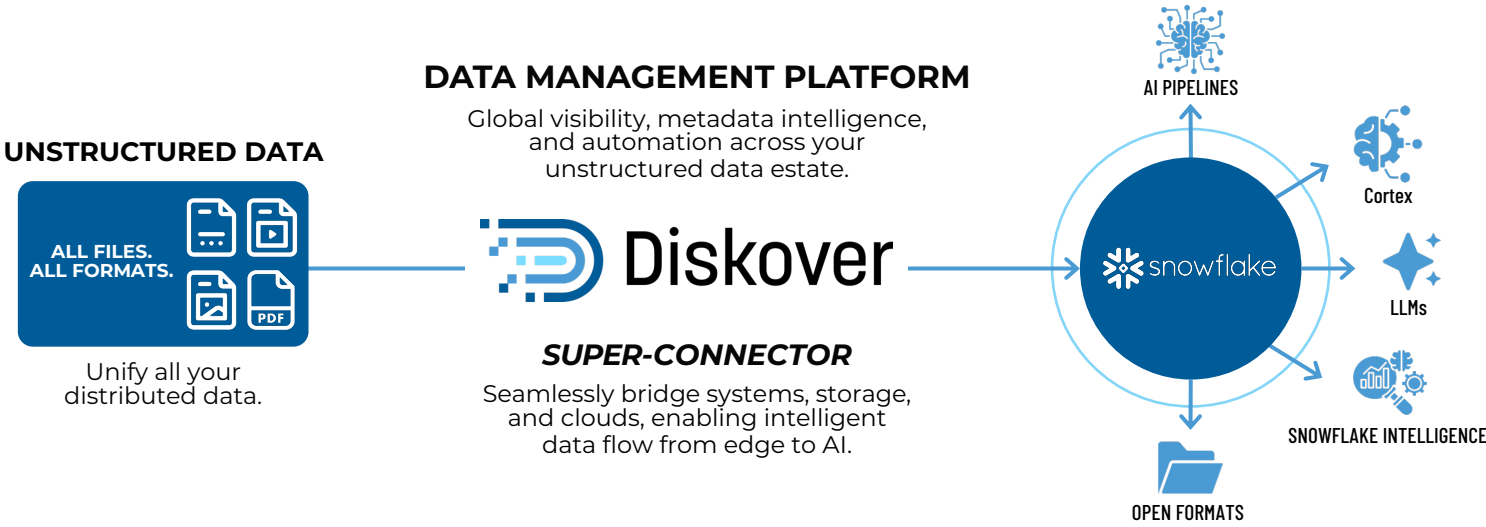 UNSTRUCTURED DATA
ALL FILES.
ALL FORMATS.
PDF
Unify all your
distributed data.
DATA MANAGEMENT PLATFORM
Global visibility, metadata intelligence,
and automation across your
unstructured data estate.
Diskover
SUPER-CONNECTOR
Seamlessly bridge systems, storage,
and clouds, enabling intelligent
data flow from edge to AI.
snowflake
AI PIPELINES
Cortex
LLMs
SNOWFLAKE INTELLIGENCE
OPEN FORMATS